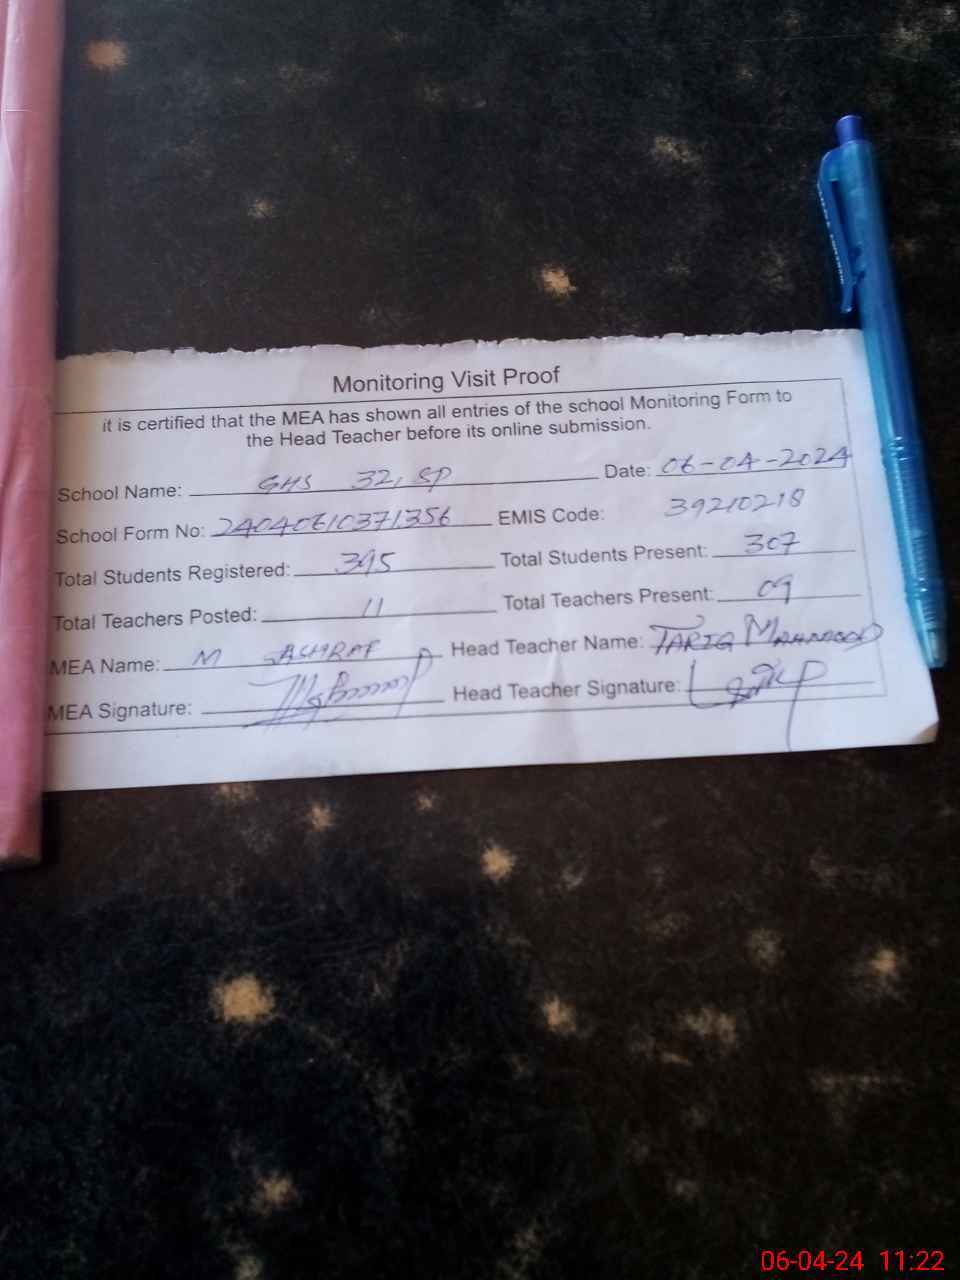 Monitoring Visit Proof
it is certified that the MEA has shown all entries of the school Monitoring Form to
the Head Teacher before its online submission.
School Name: GHS 32, SP Date: 06-04-2024
School Form No: 24040610371356 EMIS Code: 39210218
Total Students Registered: 395 Total Students Present: 307
Total Teachers Posted: 11 Total Teachers Present: 09
MEA Name: M ASHRAF Head Teacher Name: TARIQ MAHMOOD
MEA Signature: Head Teacher Signature:
06-04-24 11:22